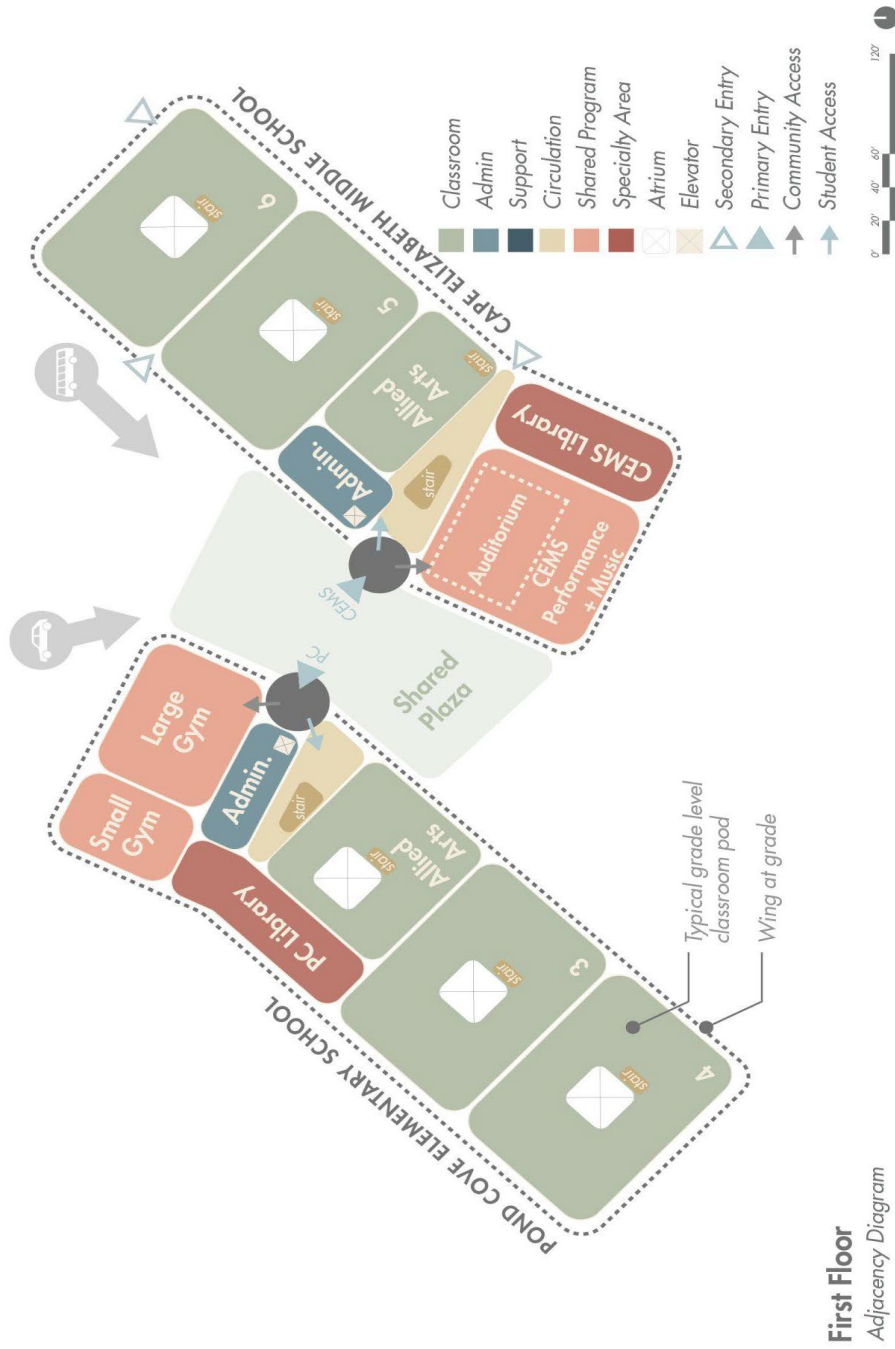 POND COVE ELEMENTARY SCHOOL
Small
Gym
Large
Gym
Admin.
stair
PC Library
Allied
Arts
stair
3
stair
4
stair
PC
CEMS
Shared
Plaza
CAPE ELIZABETH MIDDLE SCHOOL
6
stair
5
stair
Allied
Arts
stair
Admin.
stair
CEMS Library
Auditorium
CEMS
Performance
+ Music
Typical grade level
classroom pod
Wing at grade
Classroom
Admin
Support
Circulation
Shared Program
Specialty Area
Atrium
Elevator
Secondary Entry
Primary Entry
Community Access
Student Access
0' 20' 40' 60' 120'
First Floor
Adjacency Diagram